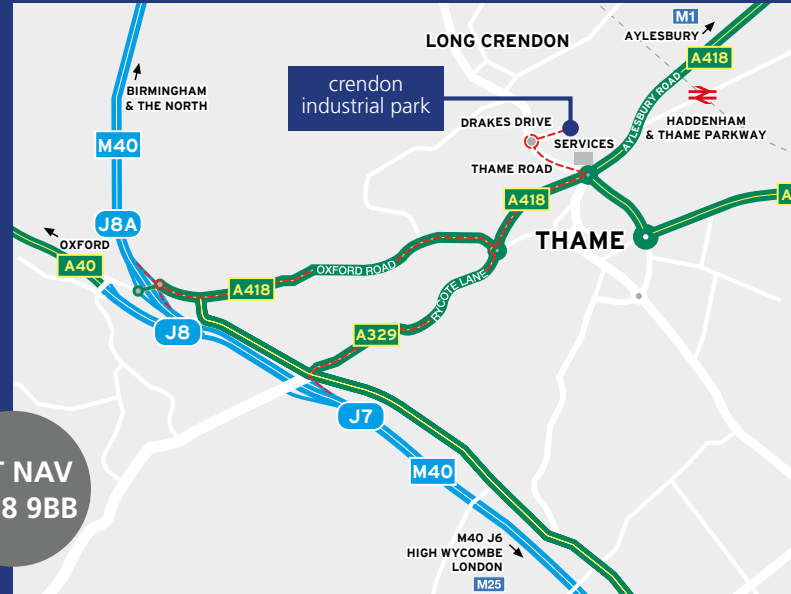 M1
LONG CRENDON
AYLESBURY
A418
crendon
industrial park
BIRMINGHAM
& THE NORTH
AYLESBURY ROAD
DRAKES DRIVE
HADDENHAM
& THAME PARKWAY
M40
SERVICES
THAME ROAD
A418
J8A
THAME
OXFORD
A40
OXFORD ROAD
A418
RYCOTE LANE
J8
A329
J7
NAV
9BB
M40
M40 J6
HIGH WYCOMBE
LONDON
M25